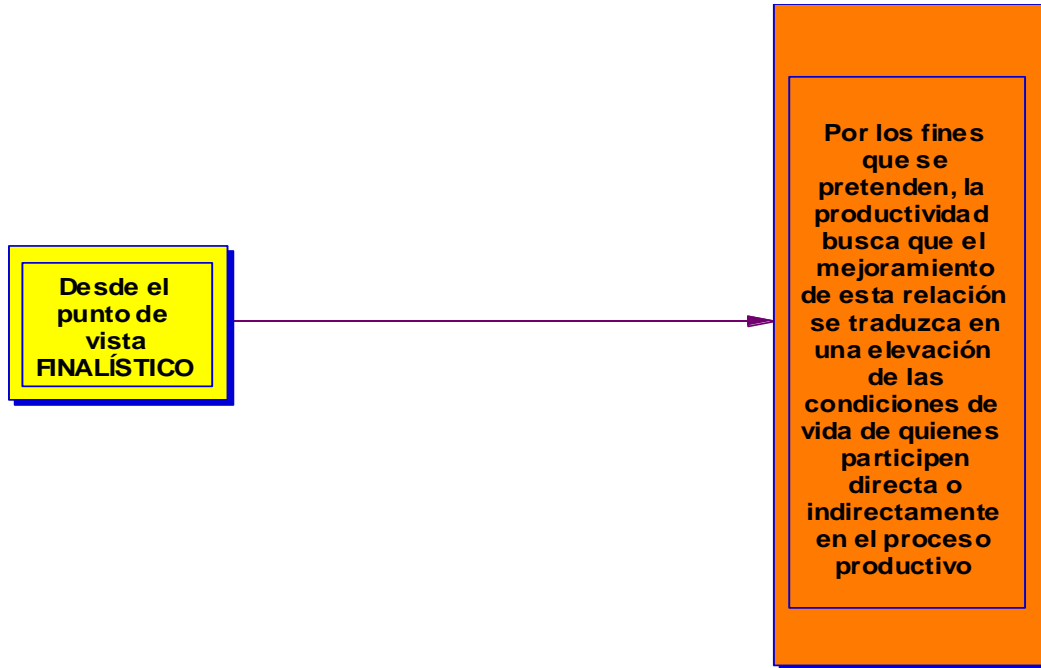 Desde el
punto de
vista
FINALÍSTICO
Por los fines
que se
pretenden, la
productividad
busca que el
mejoramiento
de esta relación
se traduzca en
una elevación
de las
condiciones de
vida de quienes
participen
directa o
indirectamente
en el proceso
productivo